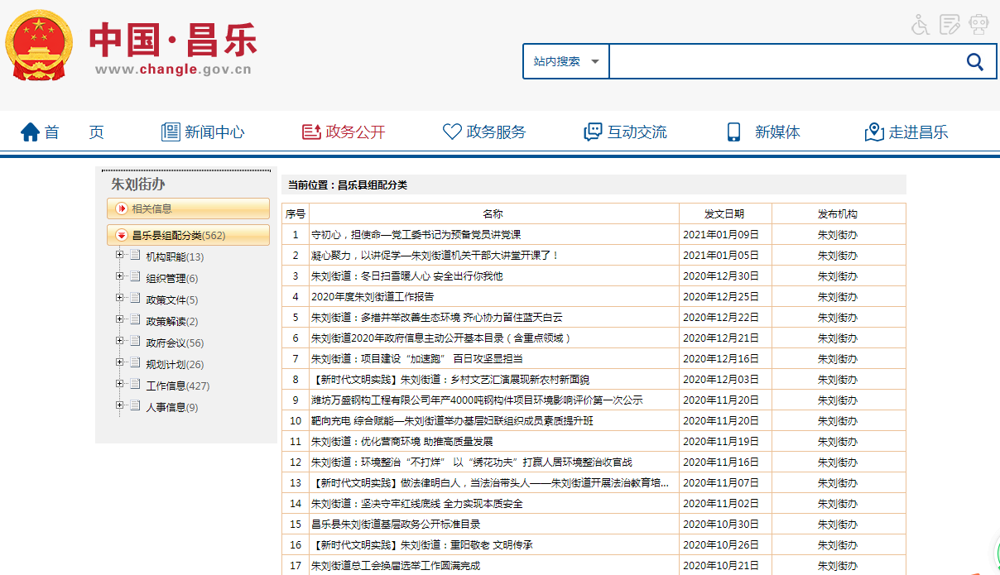 中国·昌乐
www.changle.gov.cn
站内搜索
首 页 新闻中心 政务公开 政务服务 互动交流 新媒体 走进昌乐
朱刘街办
相关信息
昌乐县组配分类(562)
机构职能(13)
组织管理(6)
政策文件(5)
政策解读(2)
政府会议(56)
规划计划(26)
工作信息(427)
人事信息(9)
当前位置：昌乐县组配分类
序号 名称 发文日期 发布机构
1 守初心，担使命—党工委书记为预备党员讲党课 2021年01月09日 朱刘街办
2 凝心聚力，以讲促学—朱刘街道机关干部大讲堂开课了！ 2021年01月05日 朱刘街办
3 朱刘街道：冬日扫雪暖人心 安全出行你我他 2020年12月30日 朱刘街办
4 2020年度朱刘街道工作报告 2020年12月25日 朱刘街办
5 朱刘街道：多措并举改善生态环境 齐心协力留住蓝天白云 2020年12月22日 朱刘街办
6 朱刘街道2020年政府信息主动公开基本目录（含重点领域） 2020年12月21日 朱刘街办
7 朱刘街道：项目建设“加速跑” 百日攻坚显担当 2020年12月16日 朱刘街办
8 【新时代文明实践】朱刘街道：乡村文艺汇演展现新农村新面貌 2020年12月03日 朱刘街办
9 潍坊万盛钢构工程有限公司年产4000吨钢构件项目环境影响评价第一次公示 2020年11月20日 朱刘街办
10 靶向充电 综合赋能—朱刘街道举办基层妇联组织成员素质提升班 2020年11月20日 朱刘街办
11 朱刘街道：优化营商环境 助推高质量发展 2020年11月19日 朱刘街办
12 朱刘街道：环境整治“不打烊” 以“绣花功夫”打赢人居环境整治收官战 2020年11月16日 朱刘街办
13 【新时代文明实践】做法律明白人，当法治带头人——朱刘街道开展法治教育培... 2020年11月07日 朱刘街办
14 朱刘街道：坚决守牢红线底线 全力实现本质安全 2020年11月02日 朱刘街办
15 昌乐县朱刘街道基层政务公开标准目录 2020年10月30日 朱刘街办
16 【新时代文明实践】朱刘街道：重阳敬老 文明传承 2020年10月26日 朱刘街办
17 朱刘街道总工会换届选举工作圆满完成 2020年10月21日 朱刘街办